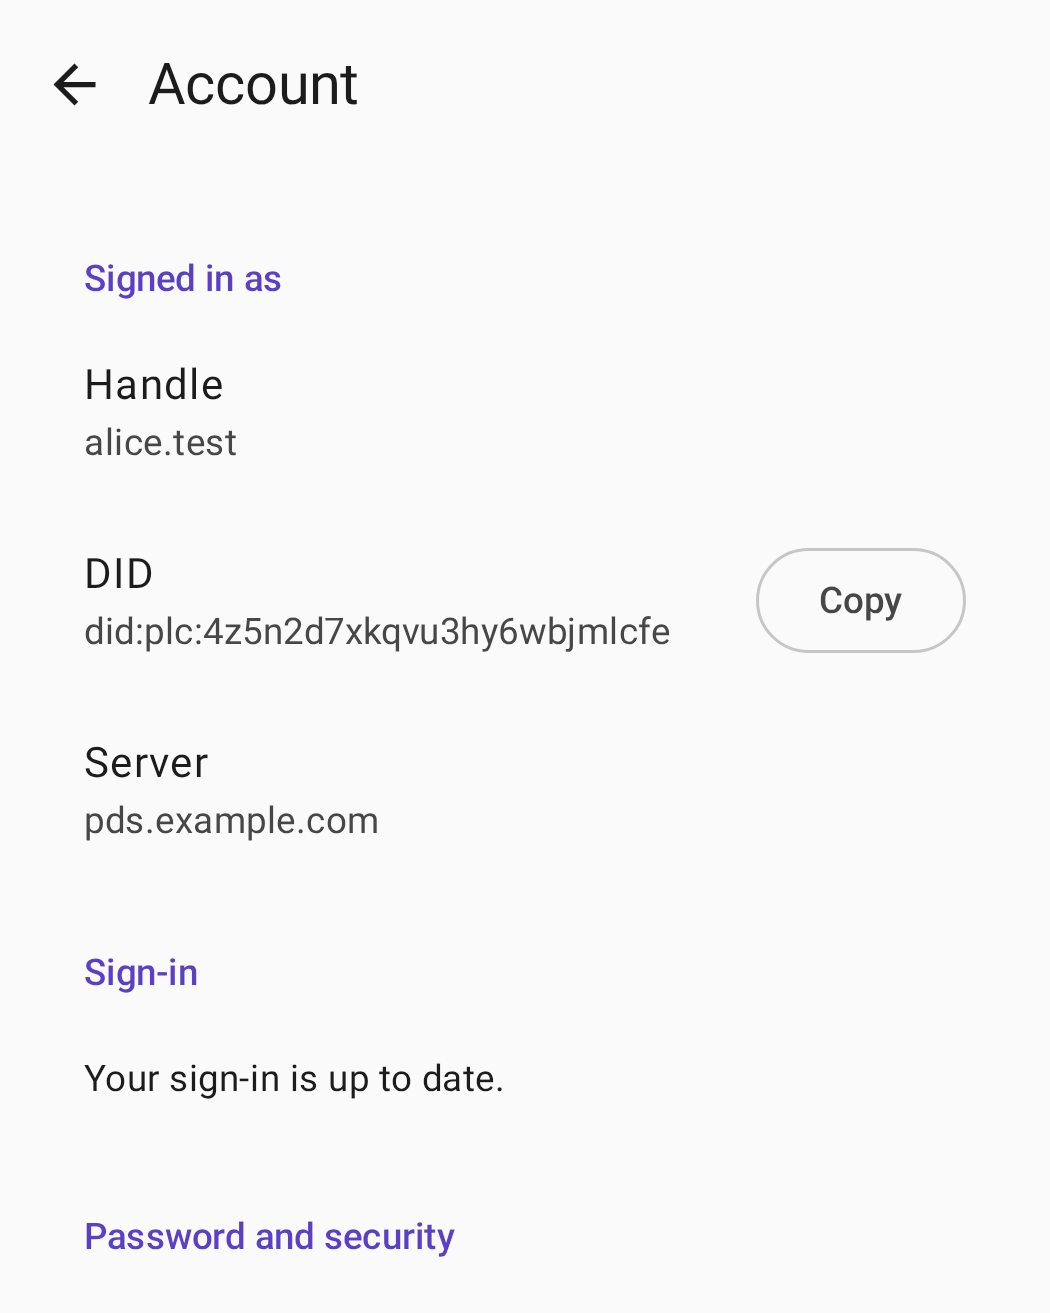 Account
Signed in as
Handle
alice.test
DID
did:plc:4z5n2d7xkqvu3hy6wbjmlcfe
Copy
Server
pds.example.com
Sign-in
Your sign-in is up to date.
Password and security